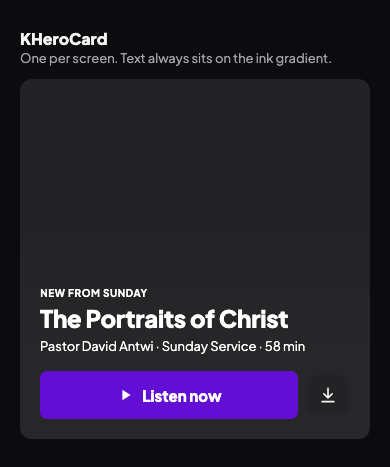 KHeroCard
One per screen. Text always sits on the ink gradient.
NEW FROM SUNDAY
The Portraits of Christ
Pastor David Antwi · Sunday Service · 58 min
Listen now